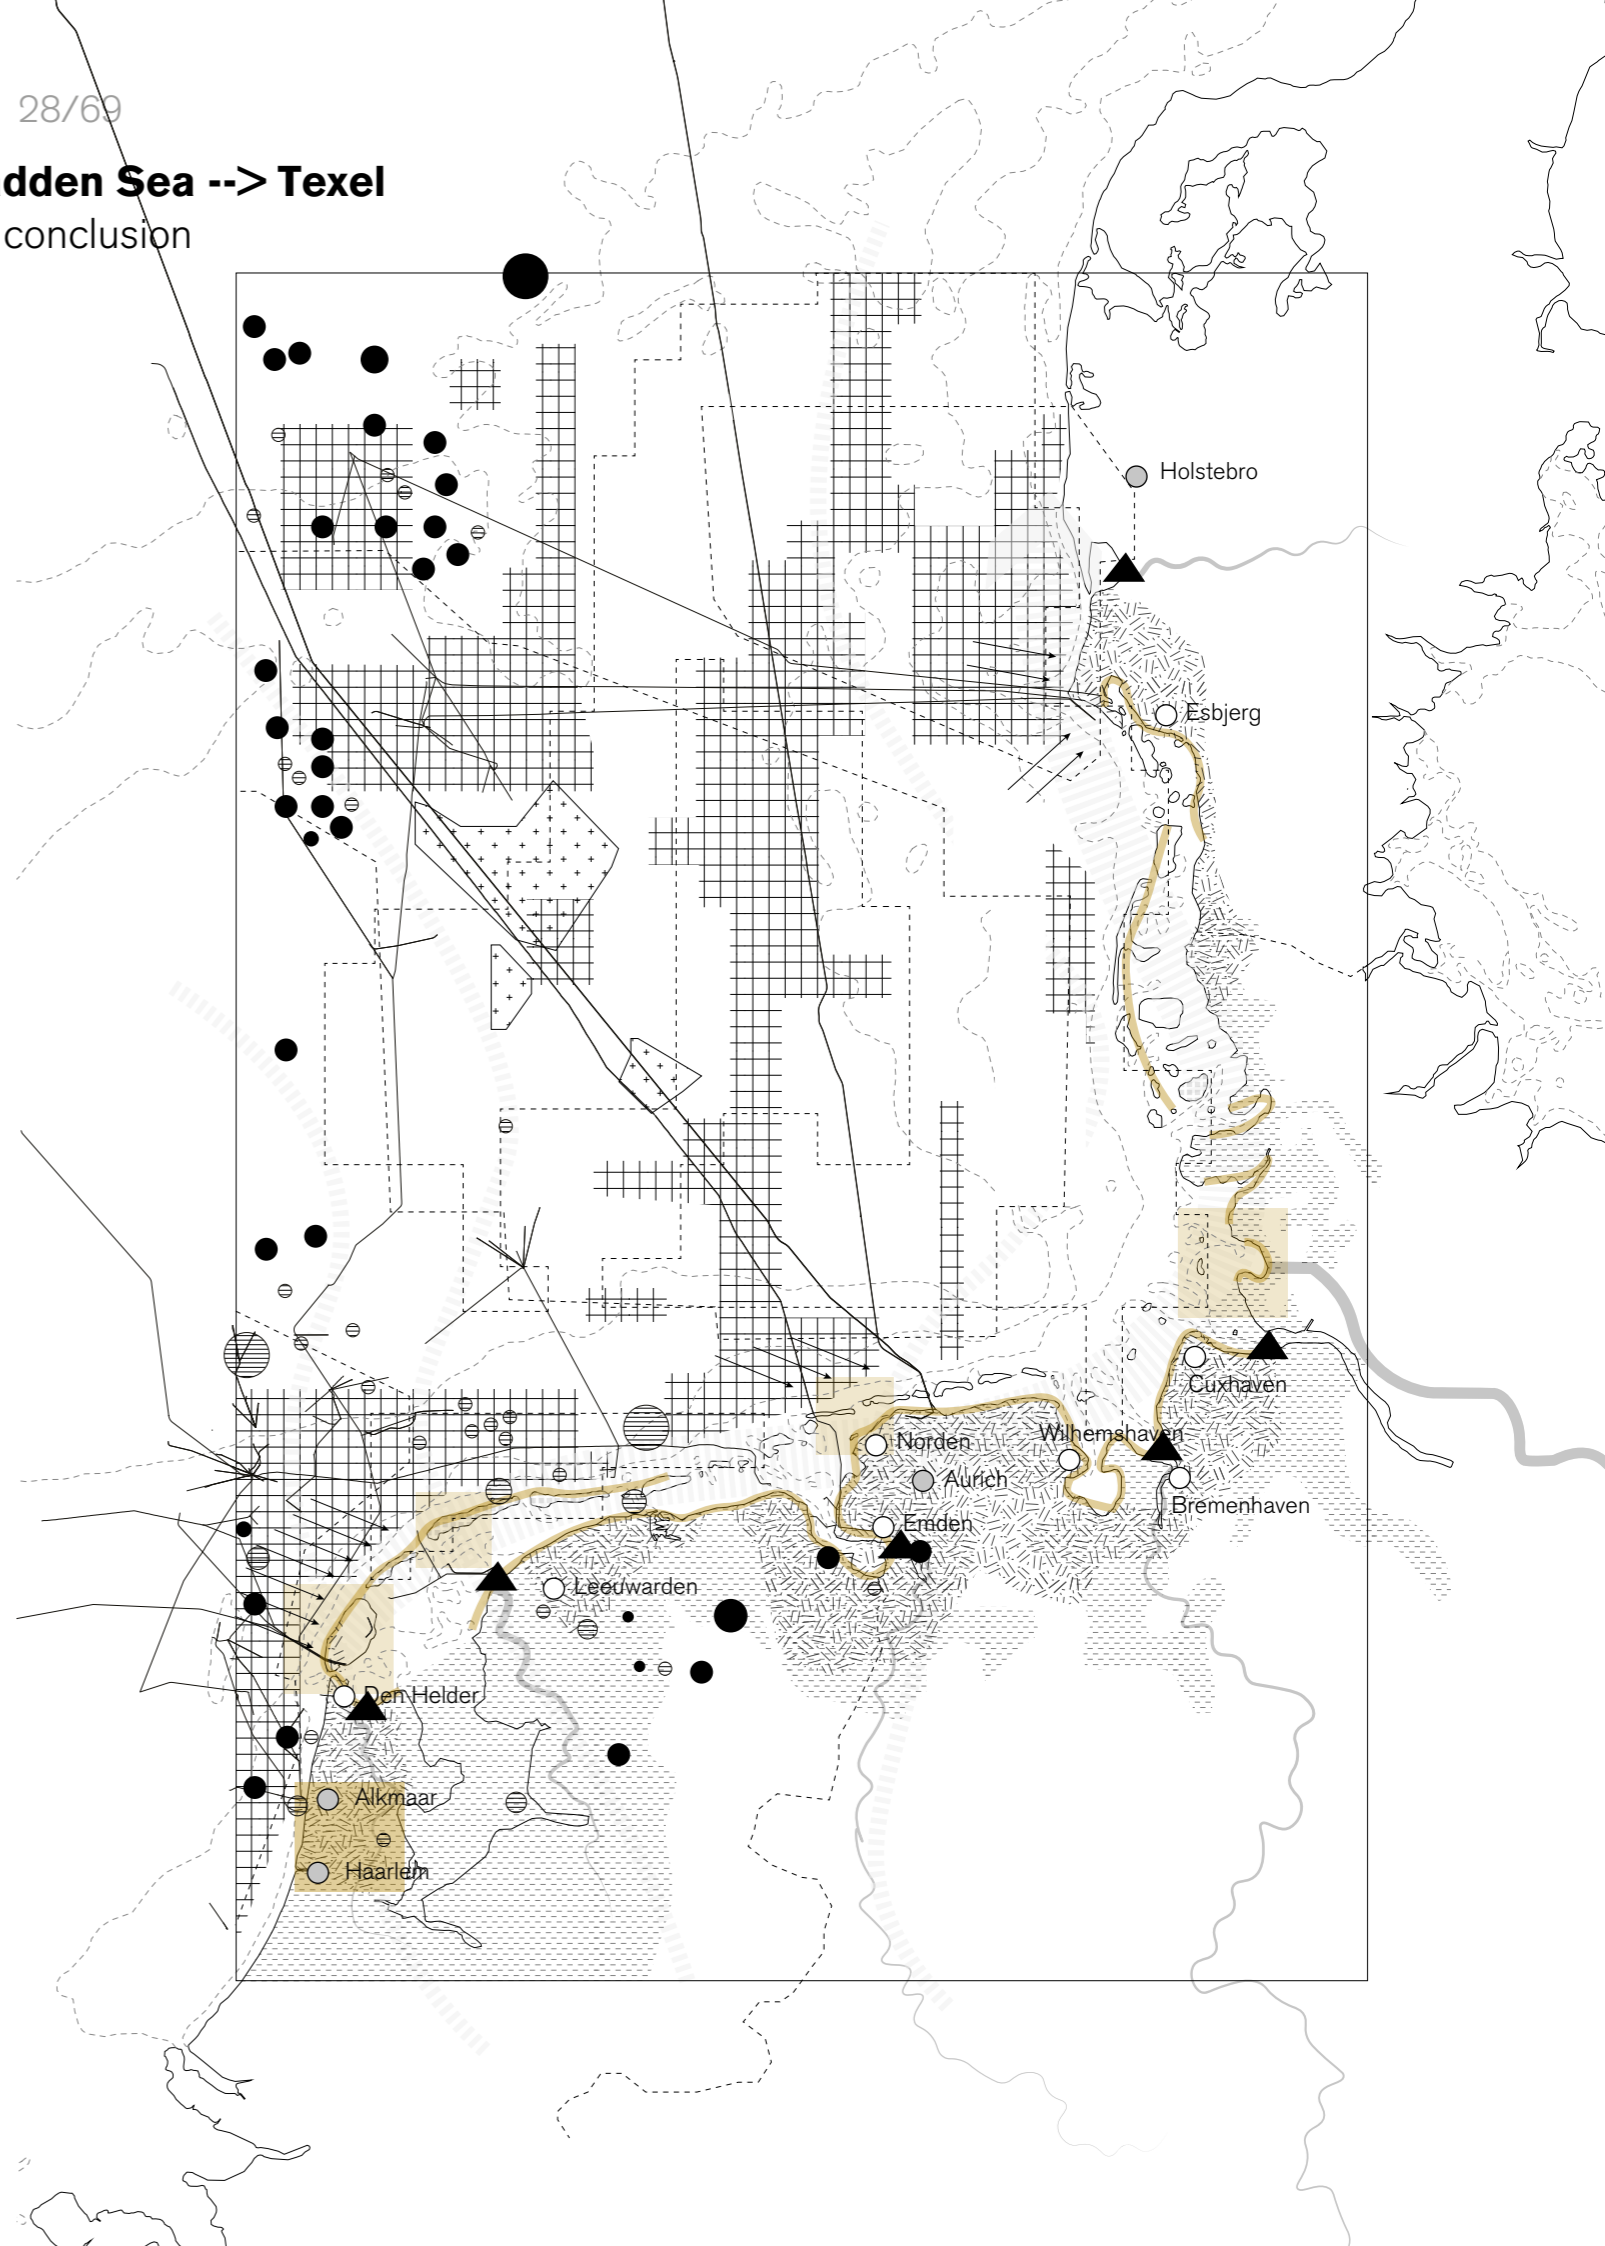 28/69
dden Sea --> Texel
conclusion
Holstebro
Esbjerg
Cuxhaven
Wilhemshaven
Norden
Aurich
Bremenhaven
Emden
Leeuwarden
Den Helder
Alkmaar
Haarlem